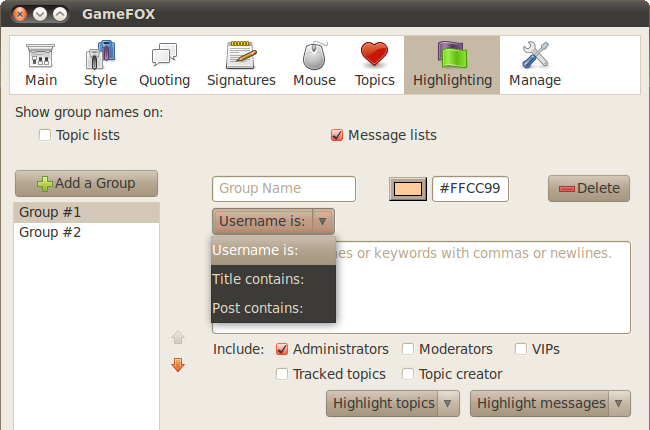 GameFOX
Main Style Quoting Signatures Mouse Topics Highlighting Manage
Show group names on:
Topic lists Message lists
Add a Group Group Name #FFCC99 Delete
Group #1 Username is:
Group #2
Username is: or keywords with commas or newlines.
Title contains:
Post contains:
Include: Administrators Moderators VIPs
Tracked topics Topic creator
Highlight topics Highlight messages